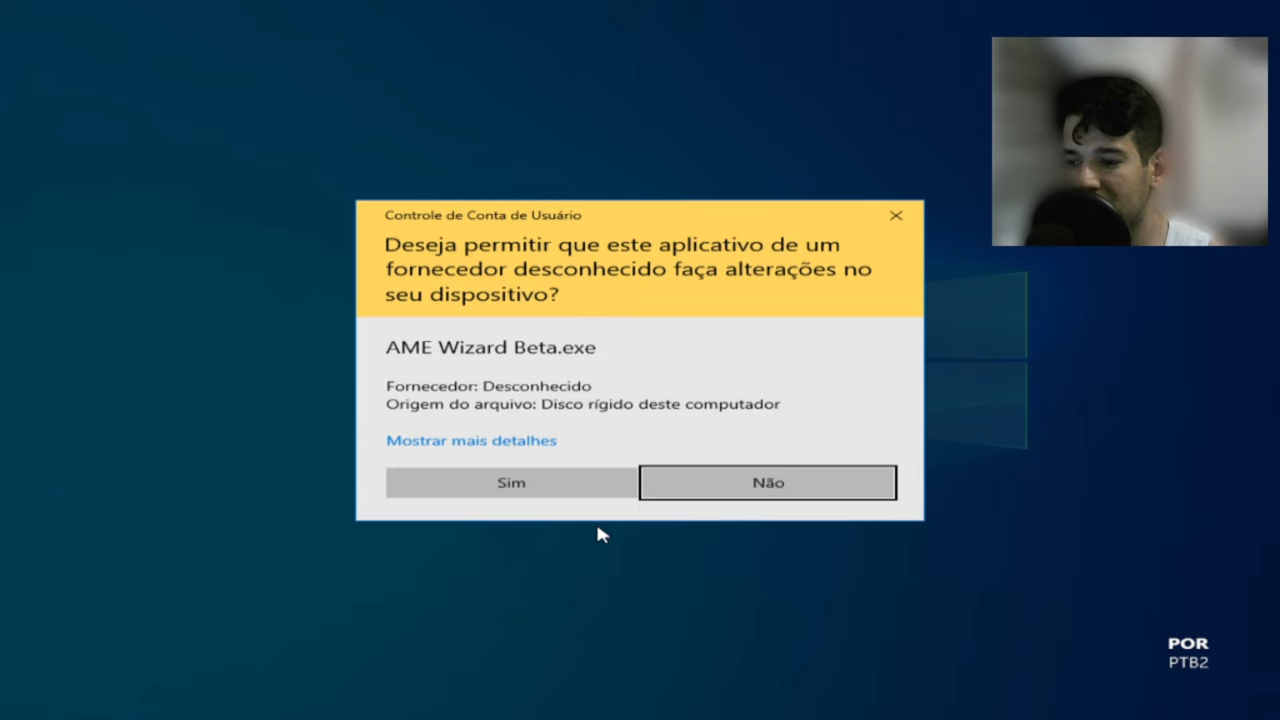 Controle de Conta de Usuário
Deseja permitir que este aplicativo de um
fornecedor desconhecido faça alterações no
seu dispositivo?
AME Wizard Beta.exe
Fornecedor: Desconhecido
Origem do arquivo: Disco rígido deste computador
Mostrar mais detalhes
Sim
Não
POR
PTB2